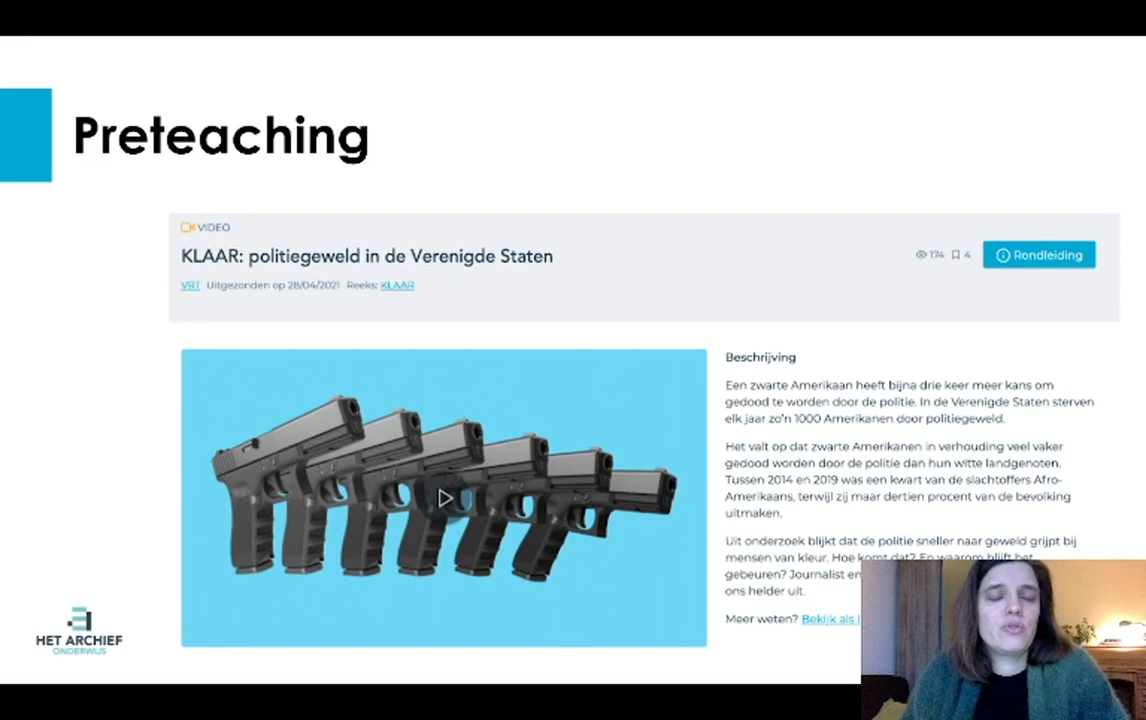 Preteaching
VIDEO
KLAAR: politiegeweld in de Verenigde Staten
174 4 Rondleiding
VRT Uitgezonden op 28/04/2021 Reeks: KLAAR
Beschrijving
Een zwarte Amerikaan heeft bijna drie keer meer kans om
gedood te worden door de politie. In de Verenigde Staten sterven
elk jaar zo'n 1000 Amerikanen door politiegeweld.
Het valt op dat zwarte Amerikanen in verhouding veel vaker
gedood worden door de politie dan hun witte landgenoten.
Tussen 2014 en 2019 was een kwart van de slachtoffers Afro-
Amerikaans, terwijl zij maar dertien procent van de bevolking
uitmaken.
Uit onderzoek blijkt dat de politie sneller naar geweld grijpt bij
mensen van kleur. Hoe komt dat? En waarom blijft het
gebeuren? Journalist en
ons helder uit.
Meer weten? Bekijk als
HET ARCHIEF
ONDERWIJS